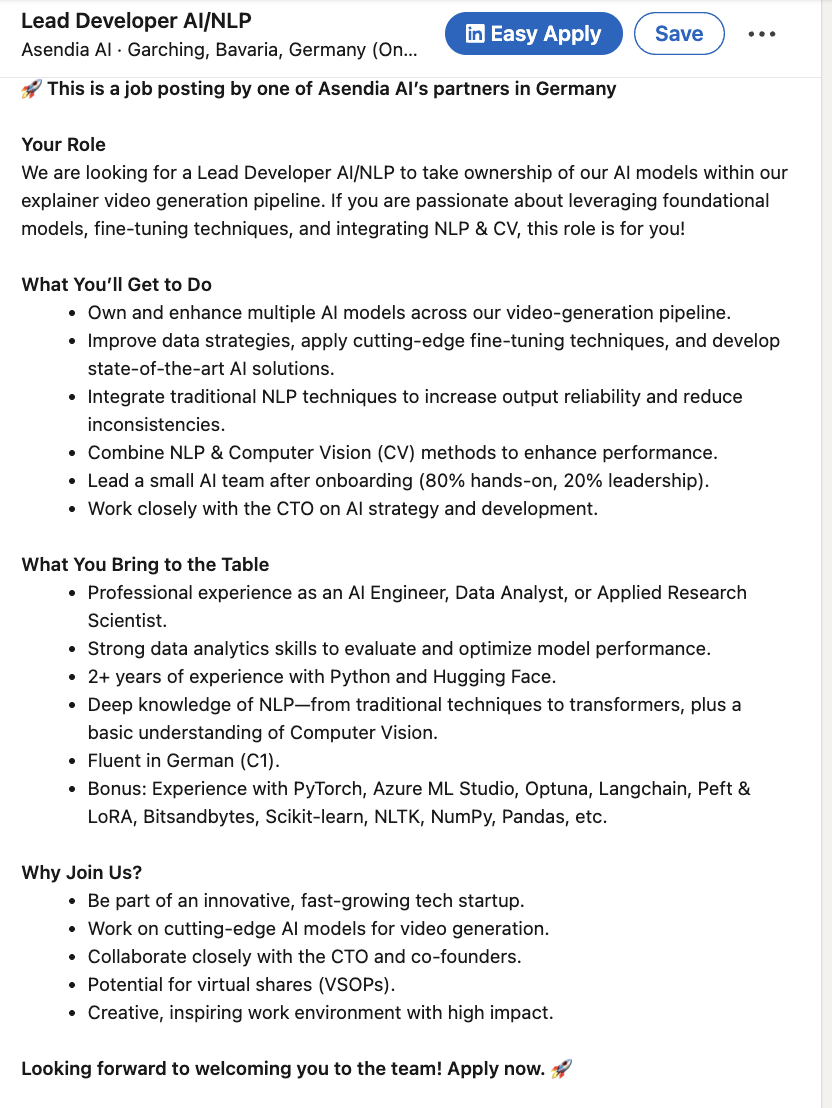 Lead Developer AI/NLP
Asendia AI · Garching, Bavaria, Germany (On...
in Easy Apply
Save
🚀 This is a job posting by one of Asendia AI’s partners in Germany
Your Role
We are looking for a Lead Developer AI/NLP to take ownership of our AI models within our
explainer video generation pipeline. If you are passionate about leveraging foundational
models, fine-tuning techniques, and integrating NLP & CV, this role is for you!
What You’ll Get to Do
• Own and enhance multiple AI models across our video-generation pipeline.
• Improve data strategies, apply cutting-edge fine-tuning techniques, and develop
state-of-the-art AI solutions.
• Integrate traditional NLP techniques to increase output reliability and reduce
inconsistencies.
• Combine NLP & Computer Vision (CV) methods to enhance performance.
• Lead a small AI team after onboarding (80% hands-on, 20% leadership).
• Work closely with the CTO on AI strategy and development.
What You Bring to the Table
• Professional experience as an AI Engineer, Data Analyst, or Applied Research
Scientist.
• Strong data analytics skills to evaluate and optimize model performance.
• 2+ years of experience with Python and Hugging Face.
• Deep knowledge of NLP—from traditional techniques to transformers, plus a
basic understanding of Computer Vision.
• Fluent in German (C1).
• Bonus: Experience with PyTorch, Azure ML Studio, Optuna, Langchain, Peft &
LoRA, Bitsandbytes, Scikit-learn, NLTK, NumPy, Pandas, etc.
Why Join Us?
• Be part of an innovative, fast-growing tech startup.
• Work on cutting-edge AI models for video generation.
• Collaborate closely with the CTO and co-founders.
• Potential for virtual shares (VSOPs).
• Creative, inspiring work environment with high impact.
Looking forward to welcoming you to the team! Apply now. 🚀